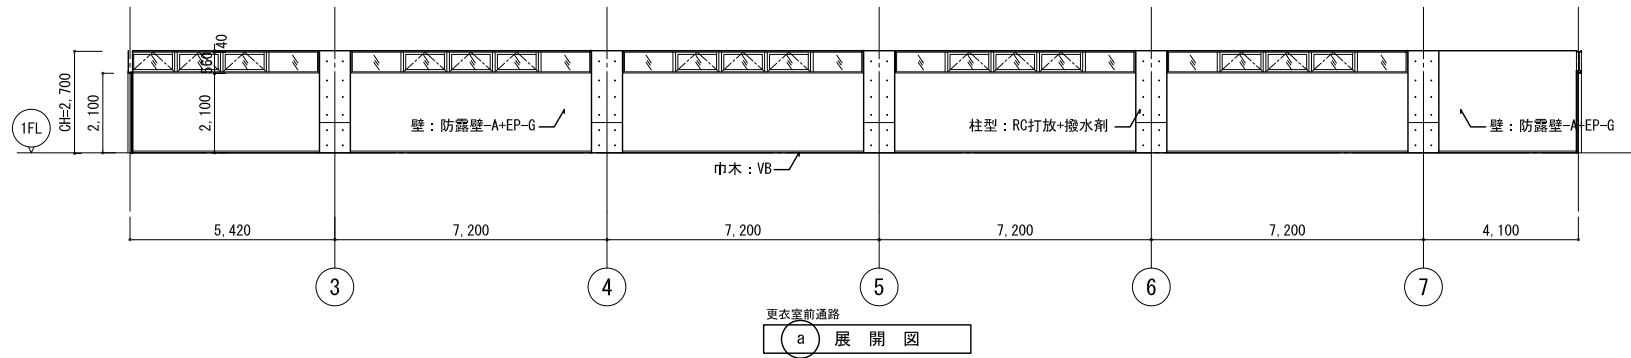 40
560
CH=2,700
2,100
2,100
1FL
壁：防露壁-A+EP-G
柱型：RC打放+撥水剤
壁：防露壁-A+EP-G
巾木：VB
5,420
7,200
7,200
7,200
7,200
4,100
3
4
5
6
7
更衣室前通路
a 展開図